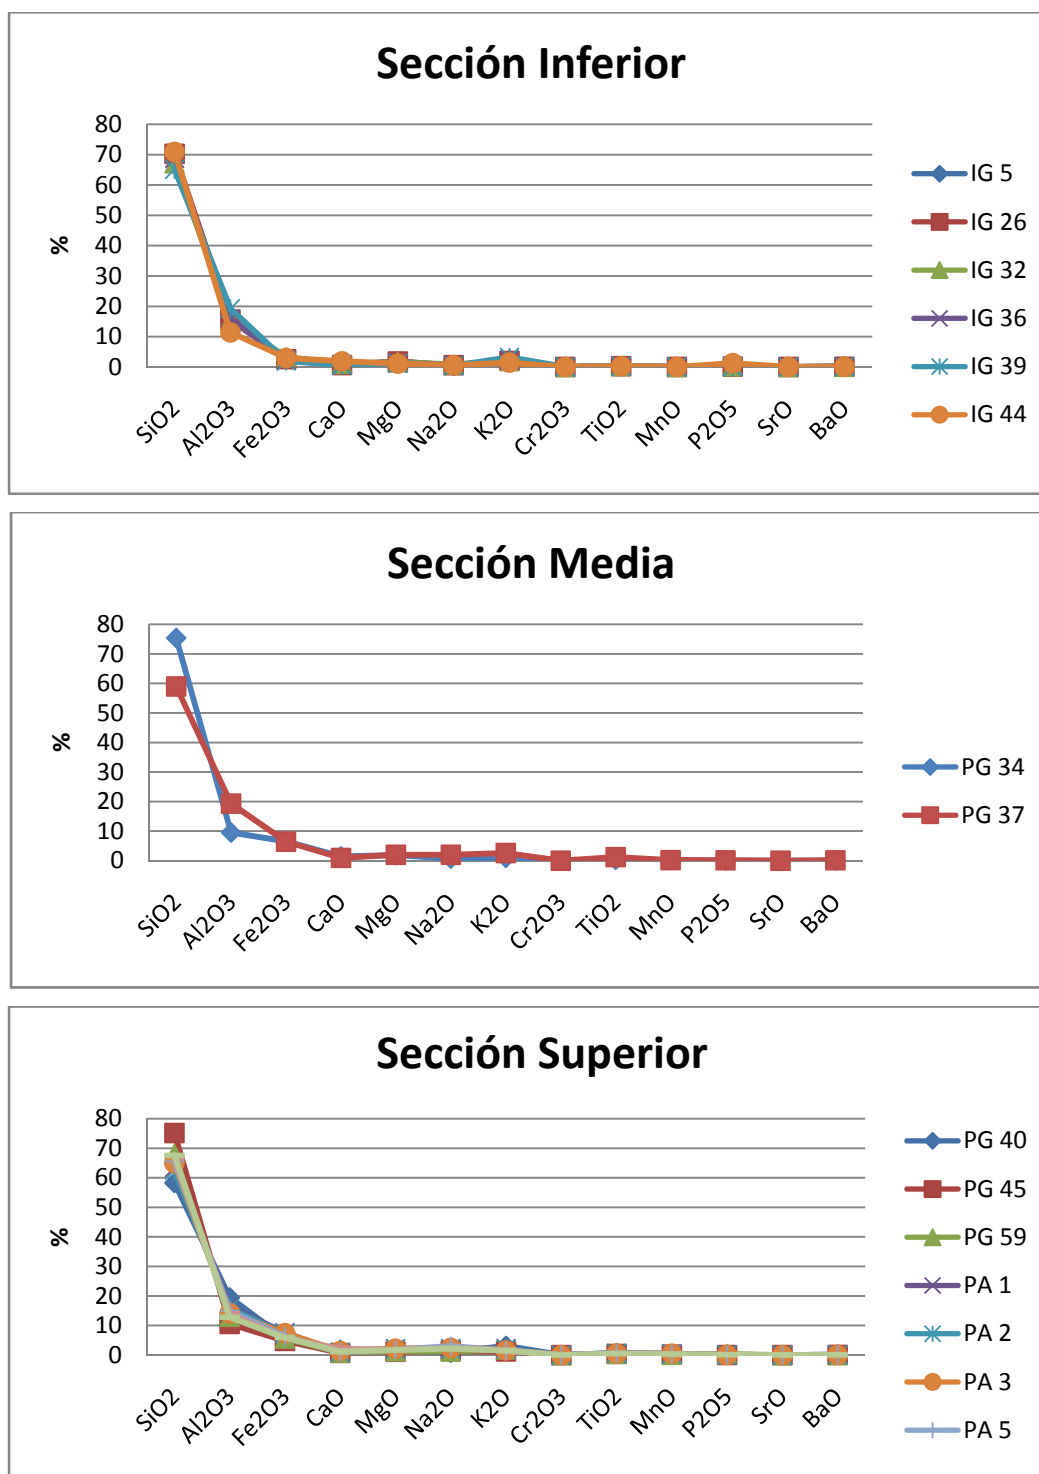 Sección Inferior
80
70
60
50
40
30
20
10
0
%
SiO2
Al2O3
Fe2O3
CaO
MgO
Na2O
K2O
Cr2O3
TiO2
MnO
P2O5
SrO
BaO
IG 5
IG 26
IG 32
IG 36
IG 39
IG 44
Sección Media
80
70
60
50
40
30
20
10
0
%
SiO2
Al2O3
Fe2O3
CaO
MgO
Na2O
K2O
Cr2O3
TiO2
MnO
P2O5
SrO
BaO
PG 34
PG 37
Sección Superior
80
70
60
50
40
30
20
10
0
%
SiO2
Al2O3
Fe2O3
CaO
MgO
Na2O
K2O
Cr2O3
TiO2
MnO
P2O5
SrO
BaO
PG 40
PG 45
PG 59
PA 1
PA 2
PA 3
PA 5